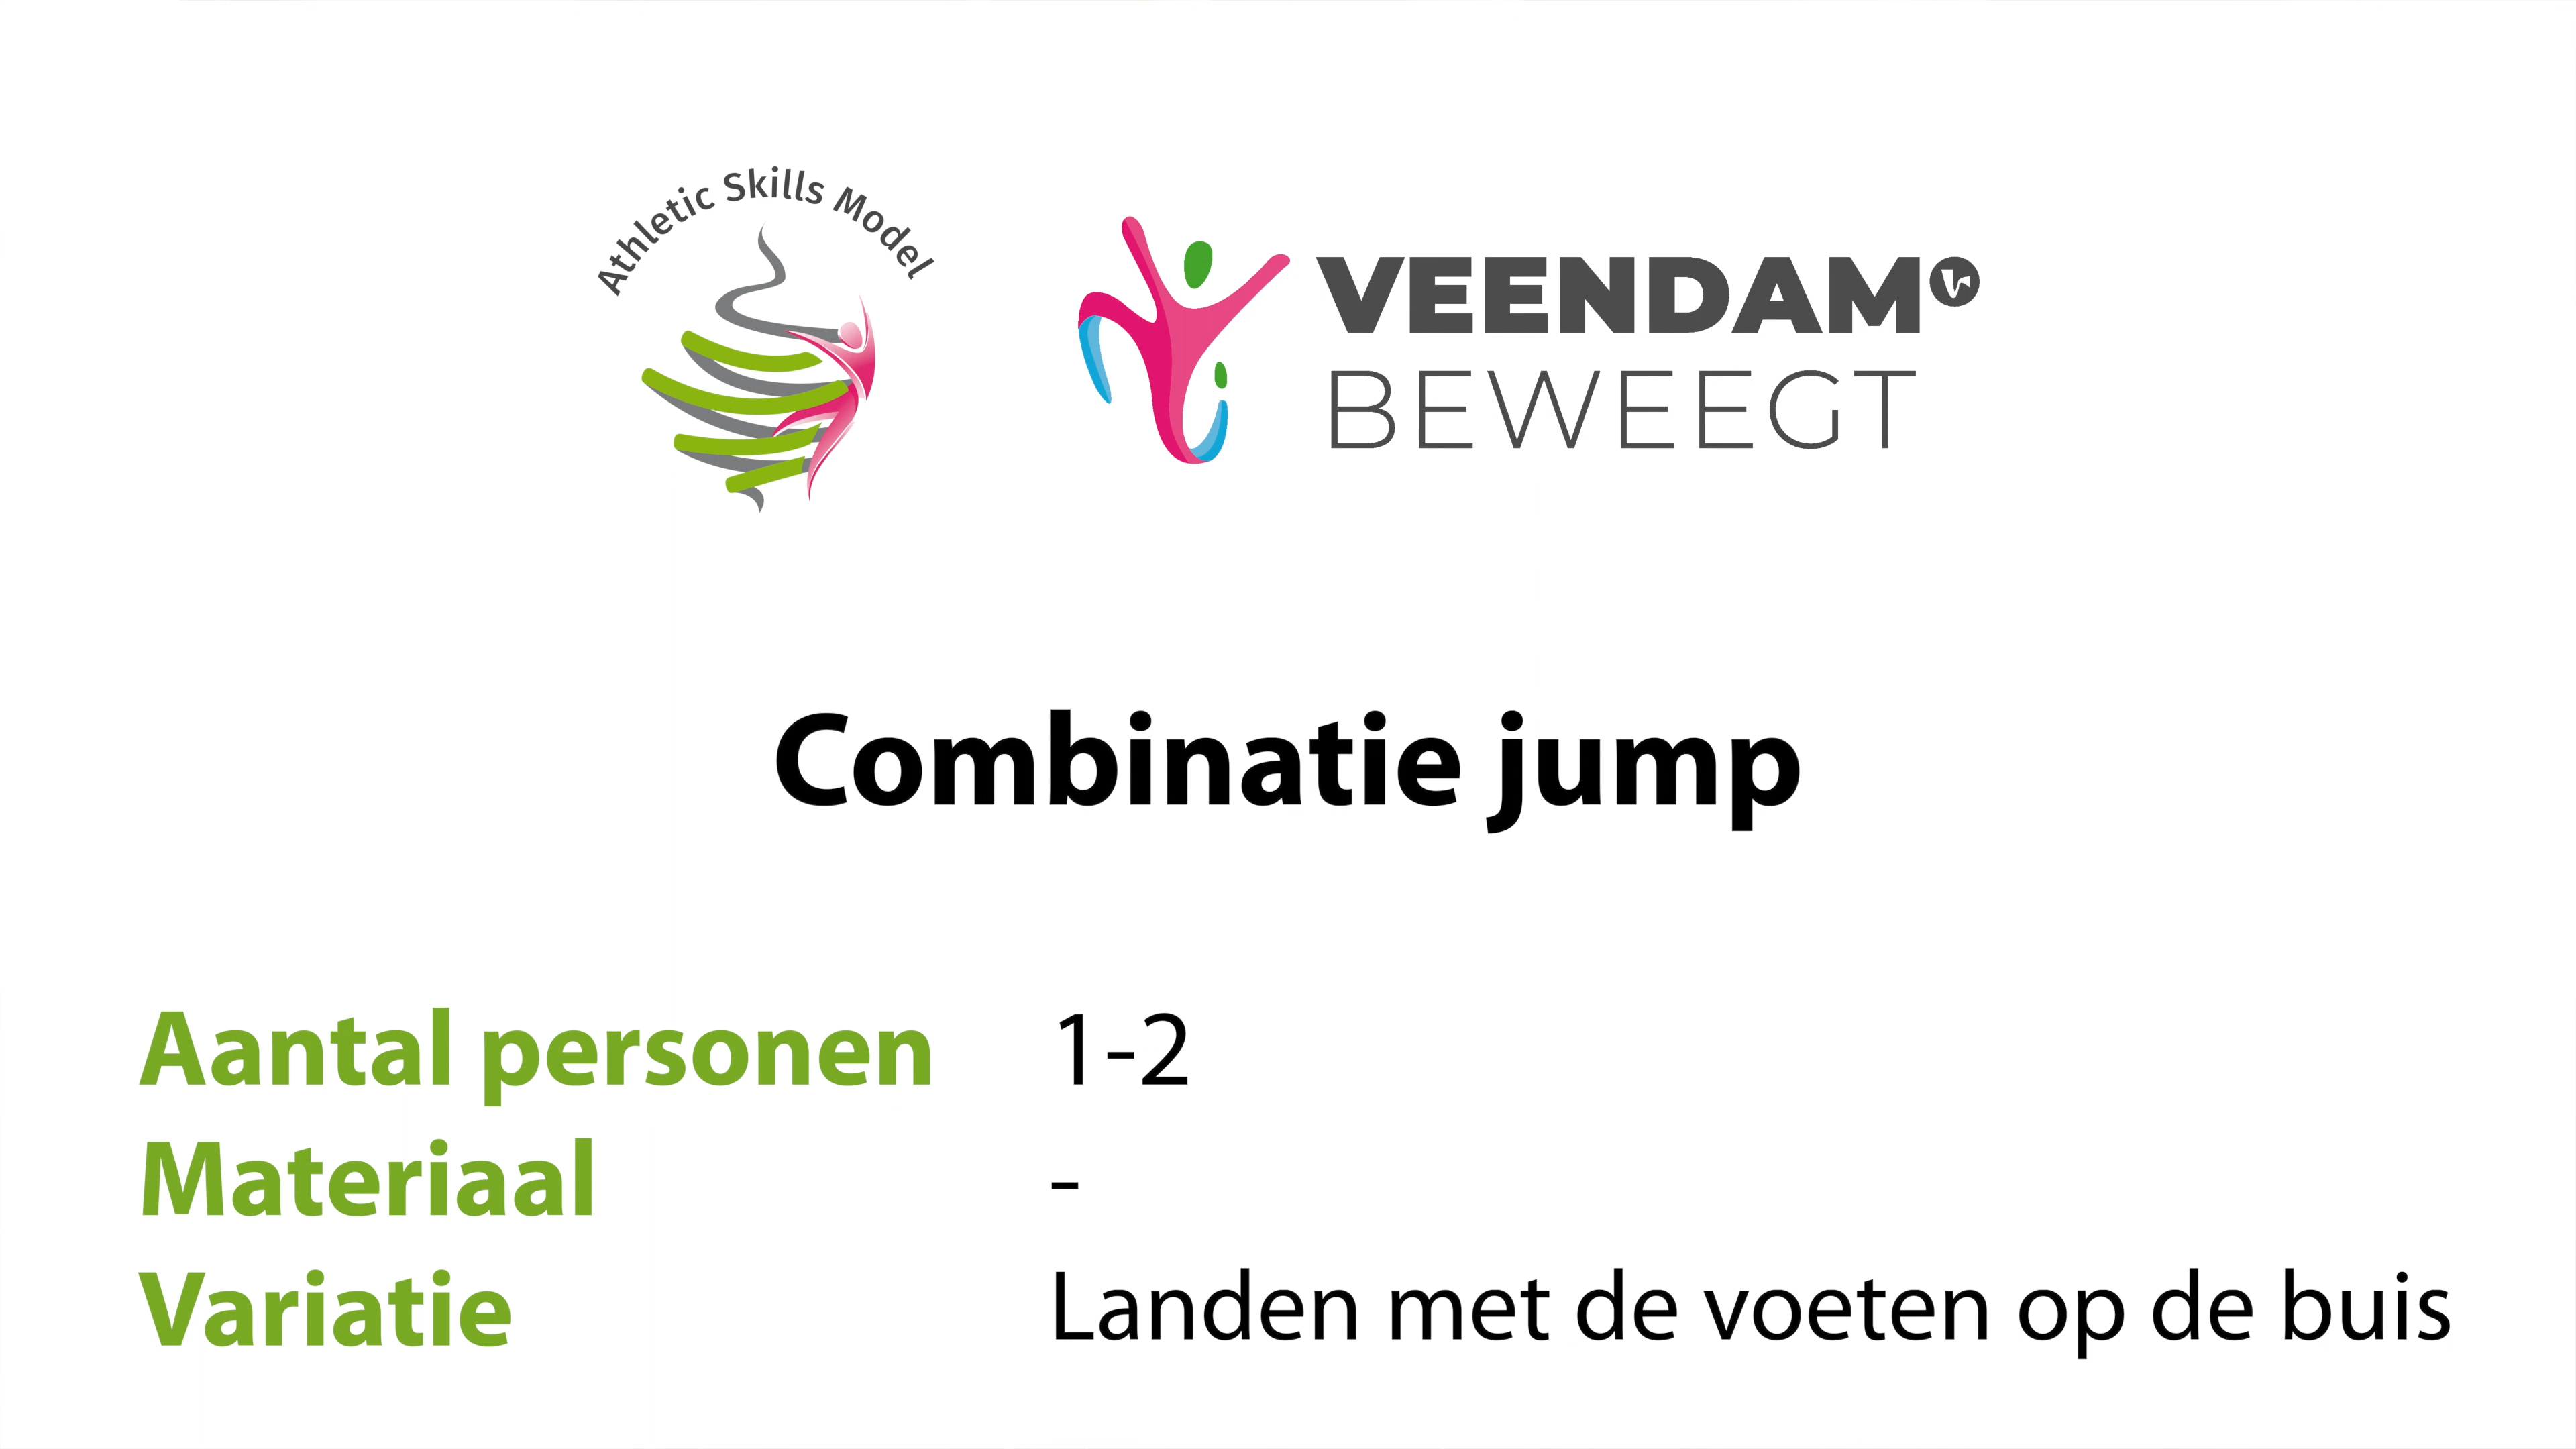 Athletic Skills Model
VEENDAM
BEWEEGT
Combinatie jump
Aantal personen 1-2
Materiaal -
Variatie Landen met de voeten op de buis